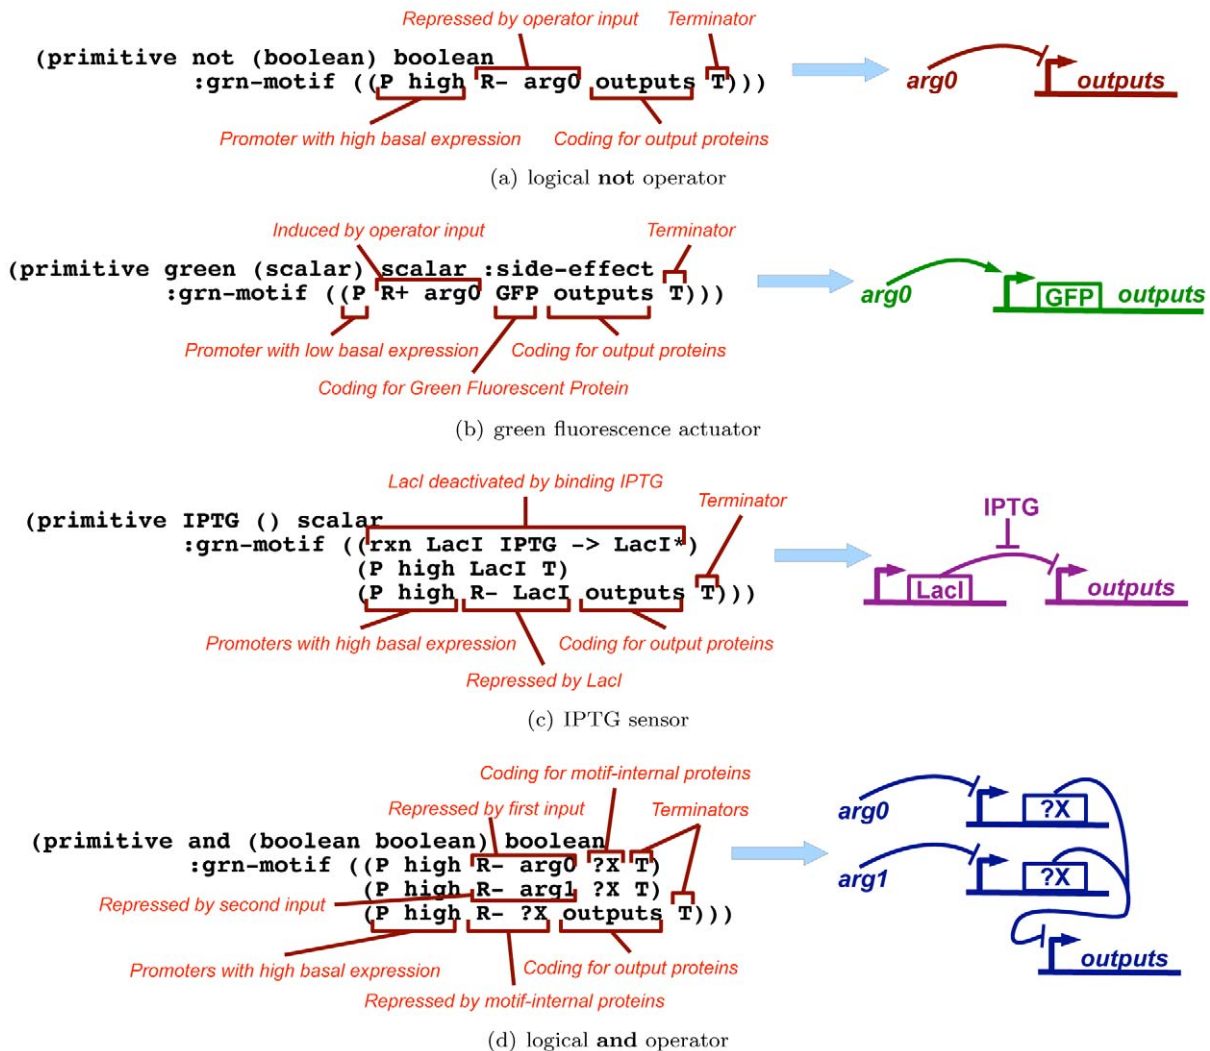 Repressed by operator input
Terminator
(primitive not (boolean) boolean
:grn-motif ((P high R- arg0 outputs T)))
Promoter with high basal expression
Coding for output proteins
arg0
outputs
(a) logical not operator
Induced by operator input
Terminator
(primitive green (scalar) scalar :side-effect
:grn-motif ((P R+ arg0 GFP outputs T)))
Promoter with low basal expression
Coding for output proteins
Coding for Green Fluorescent Protein
arg0
GFP
outputs
(b) green fluorescence actuator
LacI deactivated by binding IPTG
Terminator
(primitive IPTG () scalar
:grn-motif ((rxn LacI IPTG -> LacI*)
(P high LacI T)
(P high R- LacI outputs T)))
Promoters with high basal expression
Coding for output proteins
Repressed by LacI
IPTG
LacI
outputs
(c) IPTG sensor
Coding for motif-internal proteins
Repressed by first input
Terminators
(primitive and (boolean boolean) boolean
:grn-motif ((P high R- arg0 ?X T)
(P high R- arg1 ?X T)
Repressed by second input
(P high R- ?X outputs T)))
Promoters with high basal expression
Coding for output proteins
Repressed by motif-internal proteins
arg0
?X
arg1
?X
outputs
(d) logical and operator